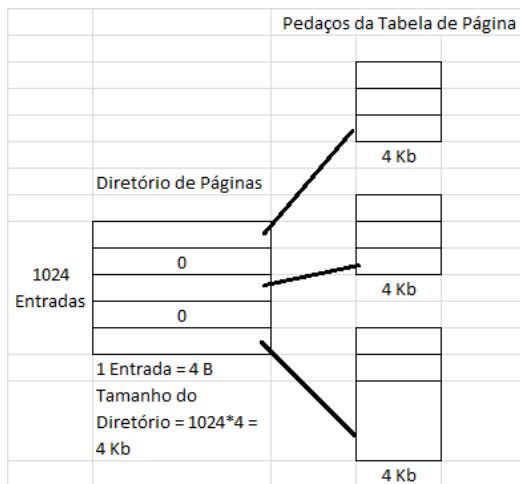 Pedaços da Tabela de Página
4 Kb
Diretório de Páginas
0
1024
Entradas
4 Kb
0
1 Entrada = 4 B
Tamanho do
Diretório = 1024*4 =
4 Kb
4 Kb